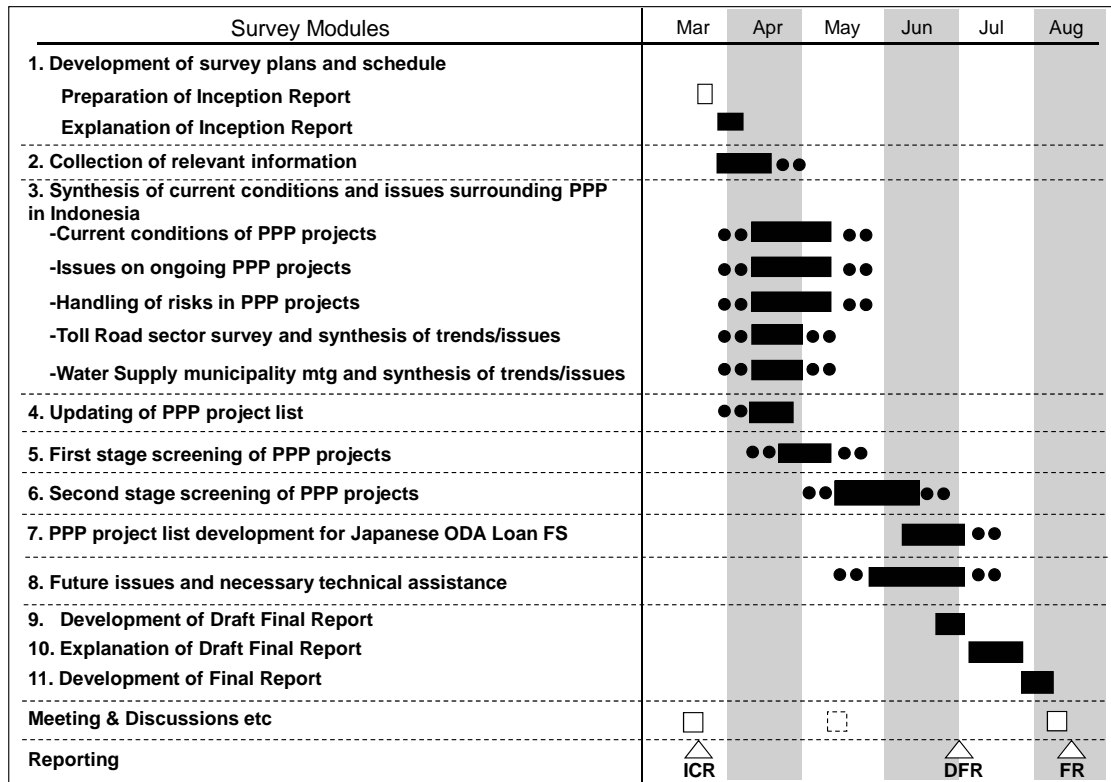 Survey Modules Mar Apr May Jun Jul Aug
1. Development of survey plans and schedule
Preparation of Inception Report
Explanation of Inception Report
2. Collection of relevant information
3. Synthesis of current conditions and issues surrounding PPP
in Indonesia
-Current conditions of PPP projects
-Issues on ongoing PPP projects
-Handling of risks in PPP projects
-Toll Road sector survey and synthesis of trends/issues
-Water Supply municipality mtg and synthesis of trends/issues
4. Updating of PPP project list
5. First stage screening of PPP projects
6. Second stage screening of PPP projects
7. PPP project list development for Japanese ODA Loan FS
8. Future issues and necessary technical assistance
9. Development of Draft Final Report
10. Explanation of Draft Final Report
11. Development of Final Report
Meeting & Discussions etc
Reporting
ICR DFR FR